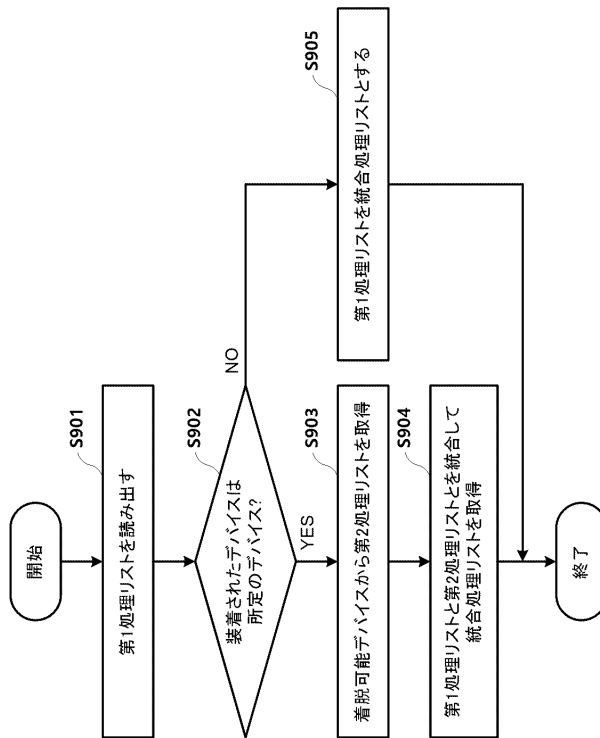 開始
S901
第1処理リストを読み出す
S902
装着されたデバイスは
所定のデバイス?
NO
YES
S903
着脱可能デバイスから第2処理リストを取得
S904
第1処理リストと第2処理リストとを統合して
統合処理リストを取得
S905
第1処理リストを統合処理リストとする
終了